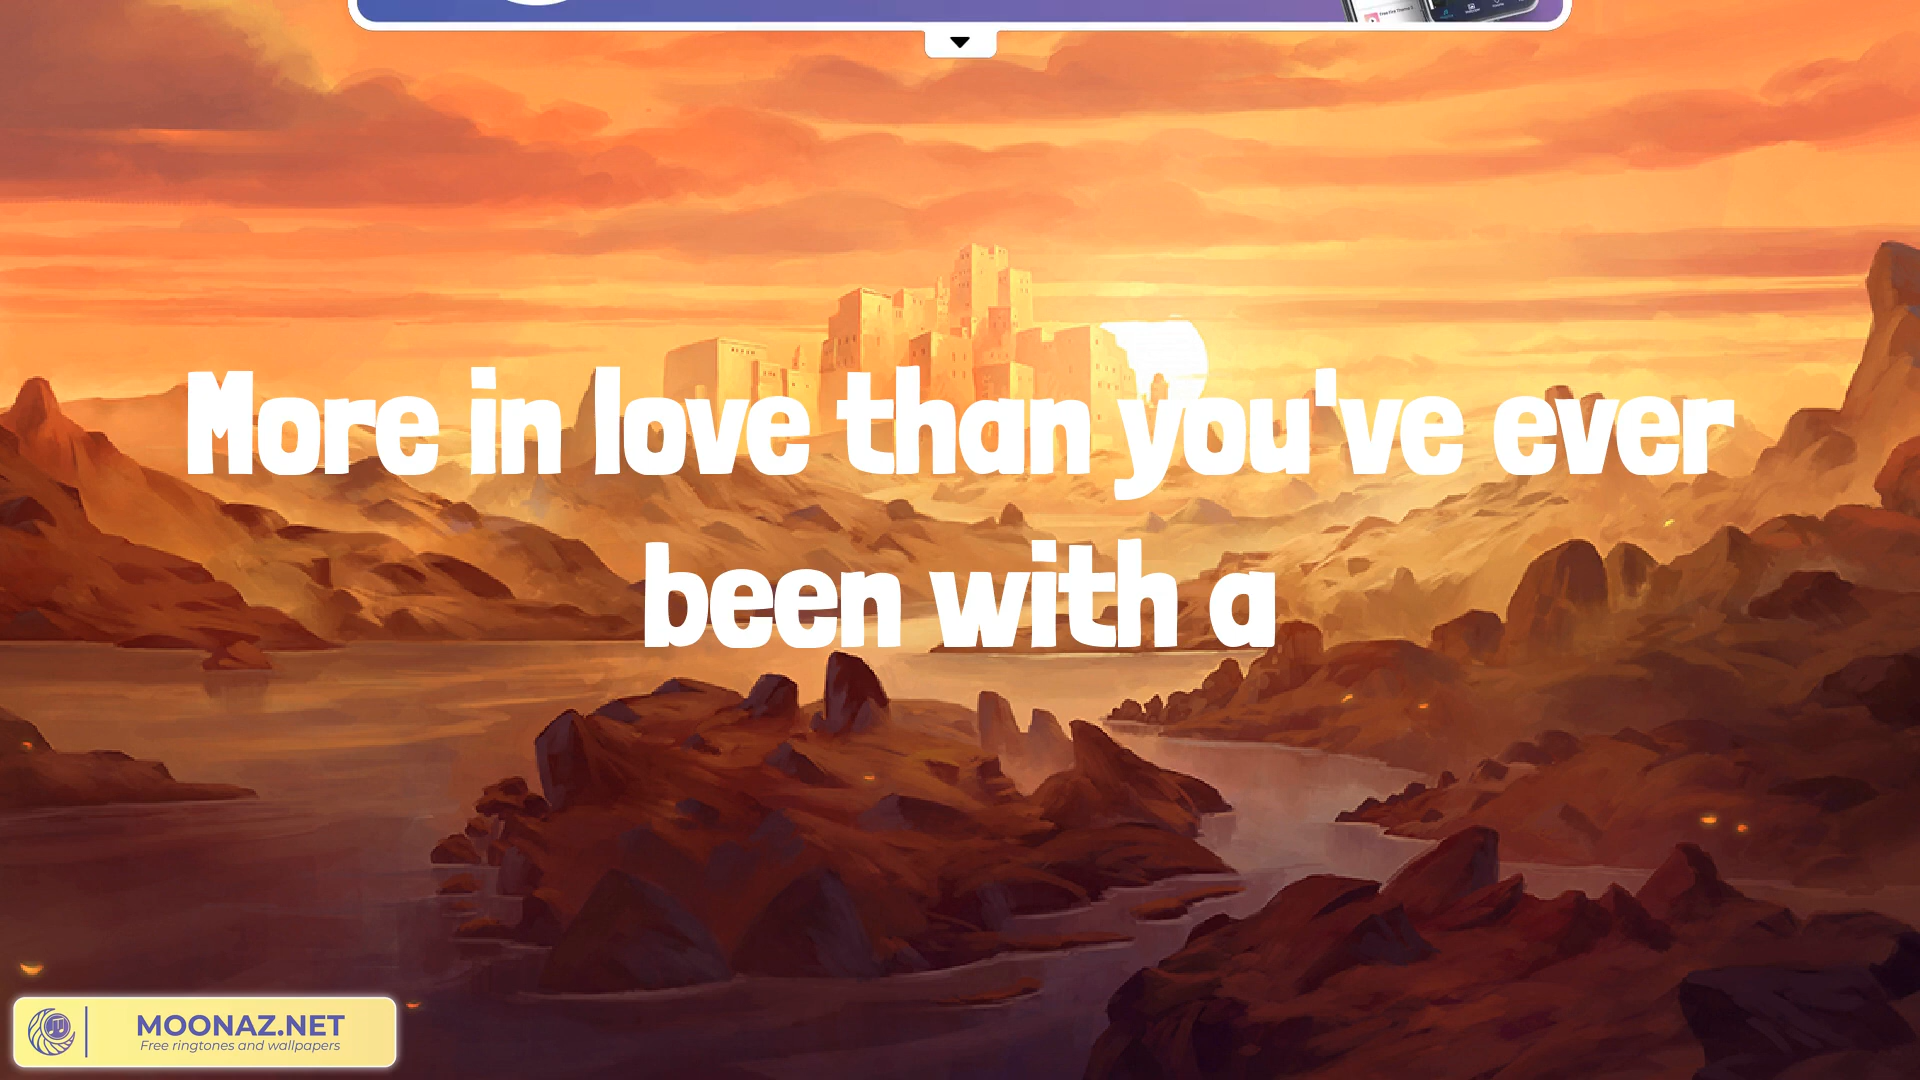 More in love than you've ever
been with a
MOONAZ.NET
Free ringtones and wallpapers